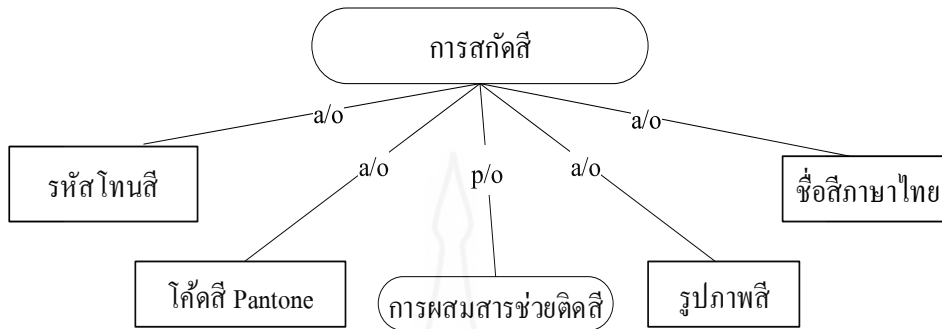 การสกัดสี
a/o
a/o
a/o
p/o
a/o
รหัสโทนสี
ชื่อสีภาษาไทย
โค้ดสี Pantone
การผสมสารช่วยติดสี
รูปภาพสี